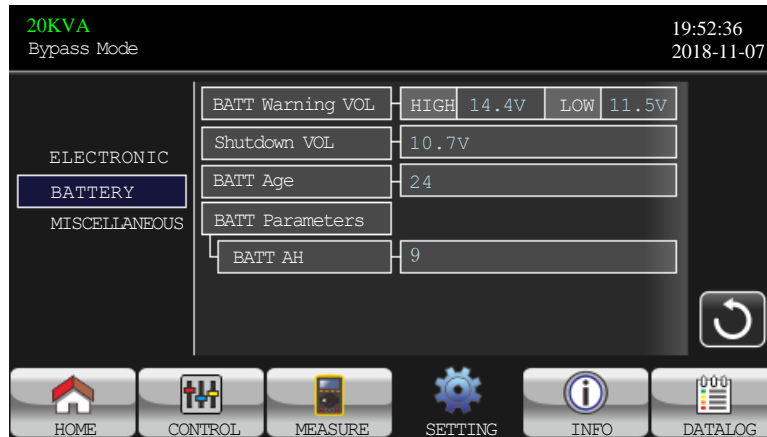 20KVA
19:52:36
Bypass Mode
2018-11-07
BATT Warning VOL HIGH 14.4V LOW 11.5V
Shutdown VOL 10.7V
ELECTRONIC
BATT Age 24
BATTERY
MISCELLANEOUS
BATT Parameters
BATT AH 9
HOME CONTROL MEASURE SETTING INFO DATALOG